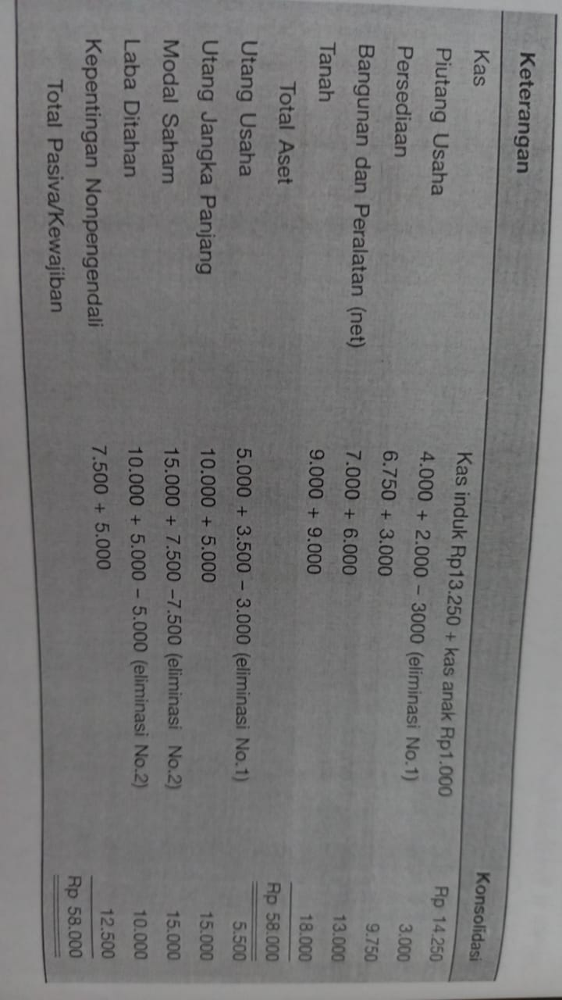 Keterangan Konsolidasi
Kas Kas induk Rp13.250 + kas anak Rp1.000 Rp 14.250
Piutang Usaha 4.000 + 2.000 – 3000 (eliminasi No.1) 3.000
Persediaan 6.750 + 3.000 9.750
Bangunan dan Peralatan (net) 7.000 + 6.000 13.000
Tanah 9.000 + 9.000 18.000
Total Aset Rp 58.000
Utang Usaha 5.000 + 3.500 – 3.000 (eliminasi No.1) 5.500
Utang Jangka Panjang 10.000 + 5.000 15.000
Modal Saham 15.000 + 7.500 –7.500 (eliminasi No.2) 15.000
Laba Ditahan 10.000 + 5.000 – 5.000 (eliminasi No.2) 10.000
Kepentingan Nonpengendali 7.500 + 5.000 12.500
Total Pasiva/Kewajiban Rp 58.000